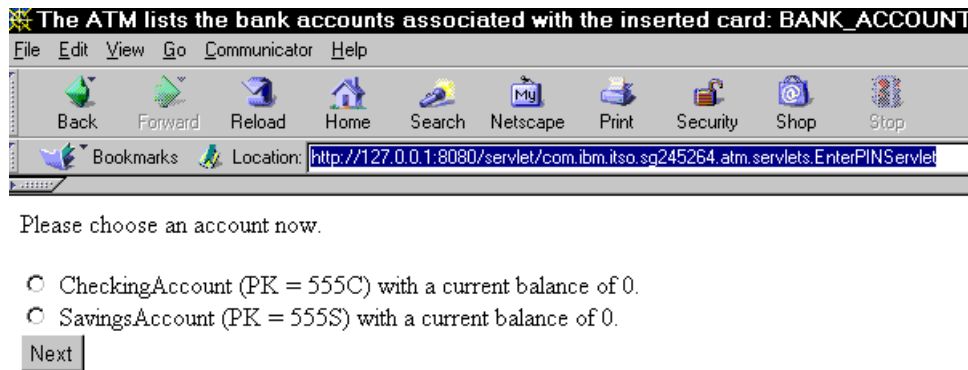 The ATM lists the bank accounts associated with the inserted card: BANK_ACCOUNT
File Edit View Go Communicator Help
My
Back Forward Reload Home Search Netscape Print Security Shop Stop
Bookmarks Location: http://127.0.0.1:8080/servlet/com.ibm.itso.sg245264.atm.servlets.EnterPINServlet
Please choose an account now.
CheckingAccount (PK = 555C) with a current balance of 0.
SavingsAccount (PK = 555S) with a current balance of 0.
Next